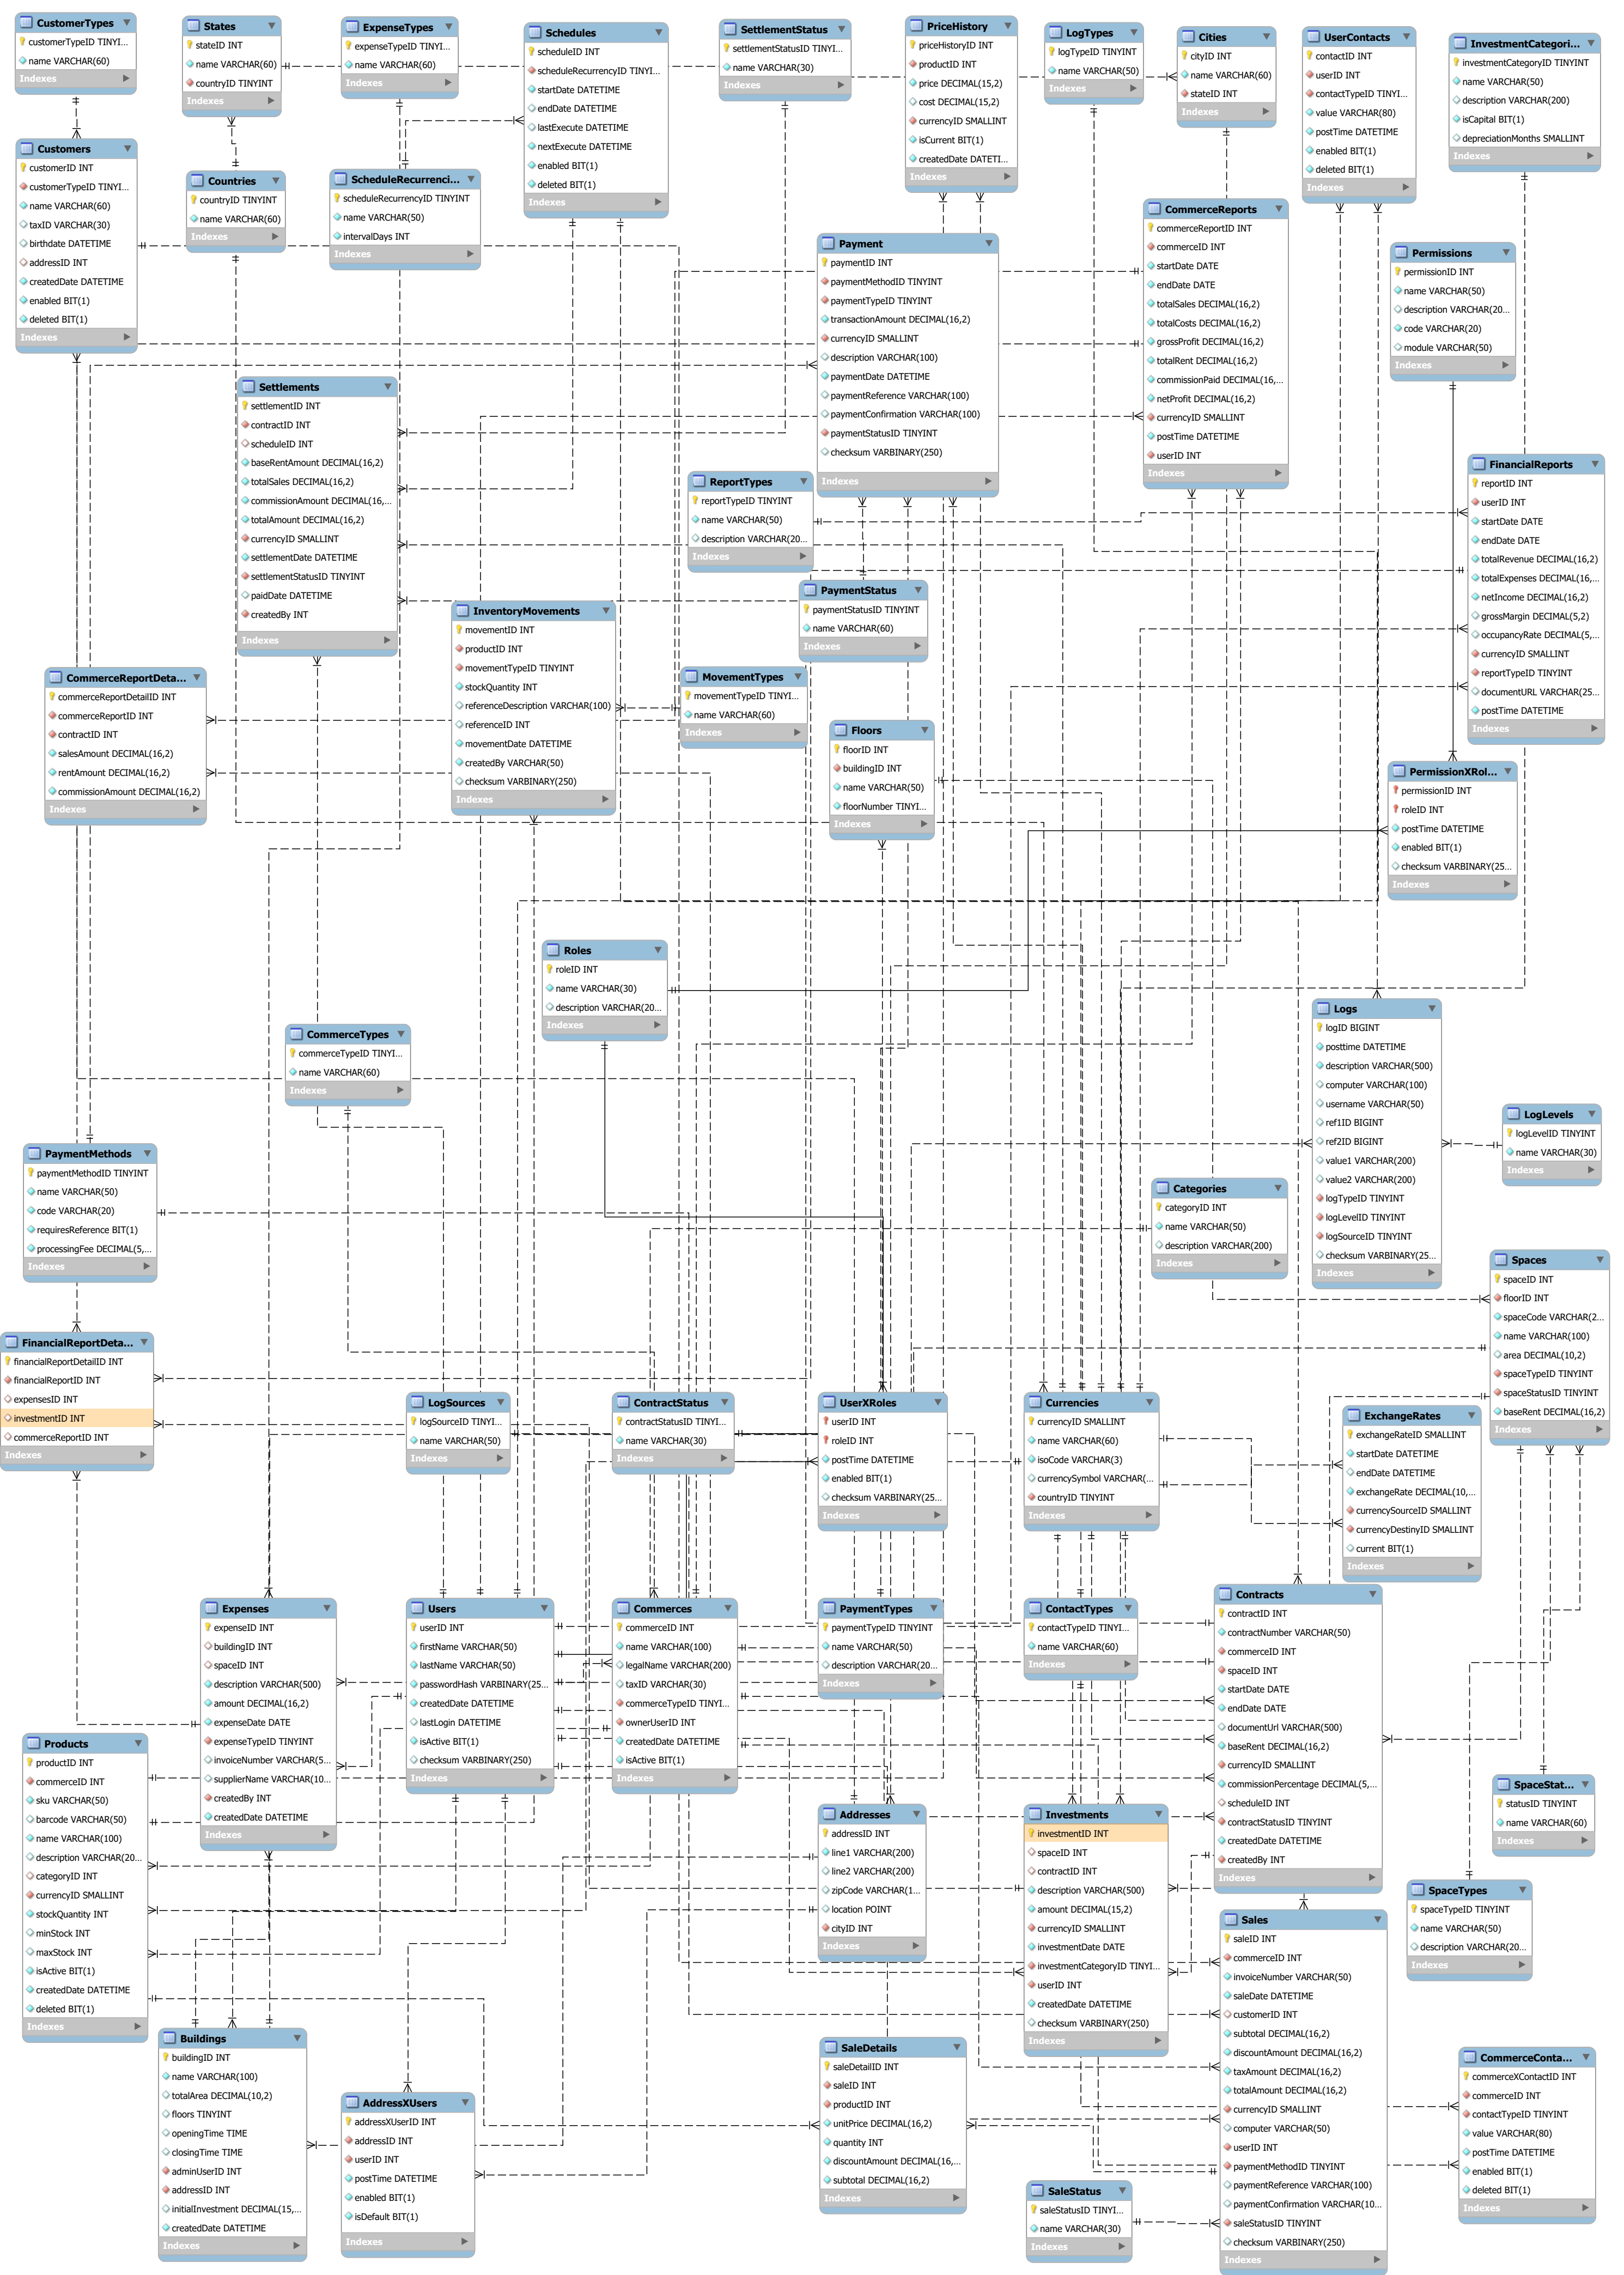 CustomerTypes
customerTypeID TINYI...
name VARCHAR(60)
Indexes
States
stateID INT
name VARCHAR(60)
countryID TINYINT
Indexes
ExpenseTypes
expenseTypeID TINYI...
name VARCHAR(60)
Indexes
Schedules
scheduleID INT
scheduleRecurrencyID TINYI...
startDate DATETIME
endDate DATETIME
lastExecute DATETIME
nextExecute DATETIME
enabled BIT(1)
deleted BIT(1)
Indexes
SettlementStatus
settlementStatusID TINYI...
name VARCHAR(30)
Indexes
PriceHistory
priceHistoryID INT
productID INT
price DECIMAL(15,2)
cost DECIMAL(15,2)
currencyID SMALLINT
isCurrent BIT(1)
createdDate DATETI...
Indexes
LogTypes
logTypeID TINYINT
name VARCHAR(50)
Indexes
Cities
cityID INT
name VARCHAR(60)
stateID INT
Indexes
UserContacts
contactID INT
userID INT
contactTypeID TINYI...
value VARCHAR(80)
postTime DATETIME
enabled BIT(1)
deleted BIT(1)
Indexes
InvestmentCategori...
investmentCategoryID TINYINT
name VARCHAR(50)
description VARCHAR(200)
isCapital BIT(1)
depreciationMonths SMALLINT
Indexes
Customers
customerID INT
customerTypeID TINYI...
name VARCHAR(60)
taxID VARCHAR(30)
birthdate DATETIME
addressID INT
createdDate DATETIME
enabled BIT(1)
deleted BIT(1)
Indexes
Countries
countryID TINYINT
name VARCHAR(60)
Indexes
ScheduleRecurrenci...
scheduleRecurrencyID TINYINT
name VARCHAR(50)
intervalDays INT
Indexes
Payment
paymentID INT
paymentMethodID TINYINT
paymentTypeID TINYINT
transactionAmount DECIMAL(16,2)
currencyID SMALLINT
description VARCHAR(100)
paymentDate DATETIME
paymentReference VARCHAR(100)
paymentConfirmation VARCHAR(100)
paymentStatusID TINYINT
checksum VARBINARY(250)
Indexes
CommerceReports
commerceReportID INT
commerceID INT
startDate DATE
endDate DATE
totalSales DECIMAL(16,2)
totalCosts DECIMAL(16,2)
grossProfit DECIMAL(16,2)
totalRent DECIMAL(16,2)
commissionPaid DECIMAL(16,...
netProfit DECIMAL(16,2)
currencyID SMALLINT
postTime DATETIME
userID INT
Indexes
Permissions
permissionID INT
name VARCHAR(50)
description VARCHAR(20...
code VARCHAR(20)
module VARCHAR(50)
Indexes
Settlements
settlementID INT
contractID INT
scheduleID INT
baseRentAmount DECIMAL(16,2)
totalSales DECIMAL(16,2)
commissionAmount DECIMAL(16,...
totalAmount DECIMAL(16,2)
currencyID SMALLINT
settlementDate DATETIME
settlementStatusID TINYINT
paidDate DATETIME
createdBy INT
Indexes
ReportTypes
reportTypeID TINYINT
name VARCHAR(50)
description VARCHAR(20...
Indexes
FinancialReports
reportID INT
userID INT
startDate DATE
endDate DATE
totalRevenue DECIMAL(16,2)
totalExpenses DECIMAL(16,...
netIncome DECIMAL(16,2)
grossMargin DECIMAL(5,2)
occupancyRate DECIMAL(5,...
currencyID SMALLINT
reportTypeID TINYINT
documentURL VARCHAR(25...
postTime DATETIME
Indexes
PaymentStatus
paymentStatusID TINYINT
name VARCHAR(60)
Indexes
InventoryMovements
movementID INT
productID INT
movementTypeID TINYINT
stockQuantity INT
referenceDescription VARCHAR(100)
referenceID INT
movementDate DATETIME
createdBy VARCHAR(50)
checksum VARBINARY(250)
Indexes
CommerceReportDeta...
commerceReportDetailID INT
commerceReportID INT
contractID INT
salesAmount DECIMAL(16,2)
rentAmount DECIMAL(16,2)
commissionAmount DECIMAL(16,2)
Indexes
MovementTypes
movementTypeID TINYI...
name VARCHAR(60)
Indexes
Floors
floorID INT
buildingID INT
name VARCHAR(50)
floorNumber TINYI...
Indexes
PermissionXRol...
permissionID INT
roleID INT
postTime DATETIME
enabled BIT(1)
checksum VARBINARY(25...
Indexes
Roles
roleID INT
name VARCHAR(30)
description VARCHAR(20...
Indexes
CommerceTypes
commerceTypeID TINYI...
name VARCHAR(60)
Indexes
Logs
logID BIGINT
posttime DATETIME
description VARCHAR(500)
computer VARCHAR(100)
username VARCHAR(50)
ref1ID BIGINT
ref2ID BIGINT
value1 VARCHAR(200)
value2 VARCHAR(200)
logTypeID TINYINT
logLevelID TINYINT
logSourceID TINYINT
checksum VARBINARY(25...
Indexes
LogLevels
logLevelID TINYINT
name VARCHAR(30)
Indexes
PaymentMethods
paymentMethodID TINYINT
name VARCHAR(50)
code VARCHAR(20)
requiresReference BIT(1)
processingFee DECIMAL(5,...
Indexes
Categories
categoryID INT
name VARCHAR(50)
description VARCHAR(200)
Indexes
Spaces
spaceID INT
floorID INT
spaceCode VARCHAR(2...
name VARCHAR(100)
area DECIMAL(10,2)
spaceTypeID TINYINT
spaceStatusID TINYINT
baseRent DECIMAL(16,2)
Indexes
FinancialReportDeta...
financialReportDetailID INT
financialReportID INT
expensesID INT
investmentID INT
commerceReportID INT
Indexes
LogSources
logSourceID TINYI...
name VARCHAR(50)
Indexes
ContractStatus
contractStatusID TINYI...
name VARCHAR(30)
Indexes
UserXRoles
userID INT
roleID INT
postTime DATETIME
enabled BIT(1)
checksum VARBINARY(25...
Indexes
Currencies
currencyID SMALLINT
name VARCHAR(60)
isoCode VARCHAR(3)
currencySymbol VARCHAR(...
countryID TINYINT
Indexes
ExchangeRates
exchangeRateID SMALLINT
startDate DATETIME
endDate DATETIME
exchangeRate DECIMAL(10,...
currencySourceID SMALLINT
currencyDestinyID SMALLINT
current BIT(1)
Indexes
Expenses
expenseID INT
buildingID INT
spaceID INT
description VARCHAR(500)
amount DECIMAL(16,2)
expenseDate DATE
expenseTypeID TINYINT
invoiceNumber VARCHAR(5...
supplierName VARCHAR(10...
createdBy INT
createdDate DATETIME
Indexes
Users
userID INT
firstName VARCHAR(50)
lastName VARCHAR(50)
passwordHash VARBINARY(25...
createdDate DATETIME
lastLogin DATETIME
isActive BIT(1)
checksum VARBINARY(250)
Indexes
Commerces
commerceID INT
name VARCHAR(100)
legalName VARCHAR(200)
taxID VARCHAR(30)
commerceTypeID TINYI...
ownerUserID INT
createdDate DATETIME
isActive BIT(1)
Indexes
PaymentTypes
paymentTypeID TINYINT
name VARCHAR(50)
description VARCHAR(20...
Indexes
ContactTypes
contactTypeID TINYI...
name VARCHAR(60)
Indexes
Contracts
contractID INT
contractNumber VARCHAR(50)
commerceID INT
spaceID INT
startDate DATE
endDate DATE
documentUrl VARCHAR(500)
baseRent DECIMAL(16,2)
currencyID SMALLINT
commissionPercentage DECIMAL(5,...
scheduleID INT
contractStatusID TINYINT
createdDate DATETIME
createdBy INT
Indexes
Products
productID INT
commerceID INT
sku VARCHAR(50)
barcode VARCHAR(50)
name VARCHAR(100)
description VARCHAR(20...
categoryID INT
currencyID SMALLINT
stockQuantity INT
minStock INT
maxStock INT
isActive BIT(1)
createdDate DATETIME
deleted BIT(1)
Indexes
Addresses
addressID INT
line1 VARCHAR(200)
line2 VARCHAR(200)
zipCode VARCHAR(1...
location POINT
cityID INT
Indexes
Investments
investmentID INT
spaceID INT
contractID INT
description VARCHAR(500)
amount DECIMAL(15,2)
currencyID SMALLINT
investmentDate DATE
investmentCategoryID TINYI...
userID INT
createdDate DATETIME
checksum VARBINARY(250)
Indexes
SpaceStat...
statusID TINYINT
name VARCHAR(60)
Indexes
SpaceTypes
spaceTypeID TINYINT
name VARCHAR(50)
description VARCHAR(20...
Indexes
Sales
saleID INT
commerceID INT
invoiceNumber VARCHAR(50)
saleDate DATETIME
customerID INT
subtotal DECIMAL(16,2)
discountAmount DECIMAL(16,2)
taxAmount DECIMAL(16,2)
totalAmount DECIMAL(16,2)
currencyID SMALLINT
computer VARCHAR(50)
userID INT
paymentMethodID TINYINT
paymentReference VARCHAR(100)
paymentConfirmation VARCHAR(10...
saleStatusID TINYINT
checksum VARBINARY(250)
Indexes
Buildings
buildingID INT
name VARCHAR(100)
totalArea DECIMAL(10,2)
floors TINYINT
openingTime TIME
closingTime TIME
adminUserID INT
addressID INT
initialInvestment DECIMAL(15,...
createdDate DATETIME
Indexes
AddressXUsers
addressXUserID INT
addressID INT
userID INT
postTime DATETIME
enabled BIT(1)
isDefault BIT(1)
Indexes
SaleDetails
saleDetailID INT
saleID INT
productID INT
unitPrice DECIMAL(16,2)
quantity INT
discountAmount DECIMAL(16,...
subtotal DECIMAL(16,2)
Indexes
CommerceConta...
commerceXContactID INT
commerceID INT
contactTypeID TINYINT
value VARCHAR(80)
postTime DATETIME
enabled BIT(1)
deleted BIT(1)
Indexes
SaleStatus
saleStatusID TINYI...
name VARCHAR(30)
Indexes